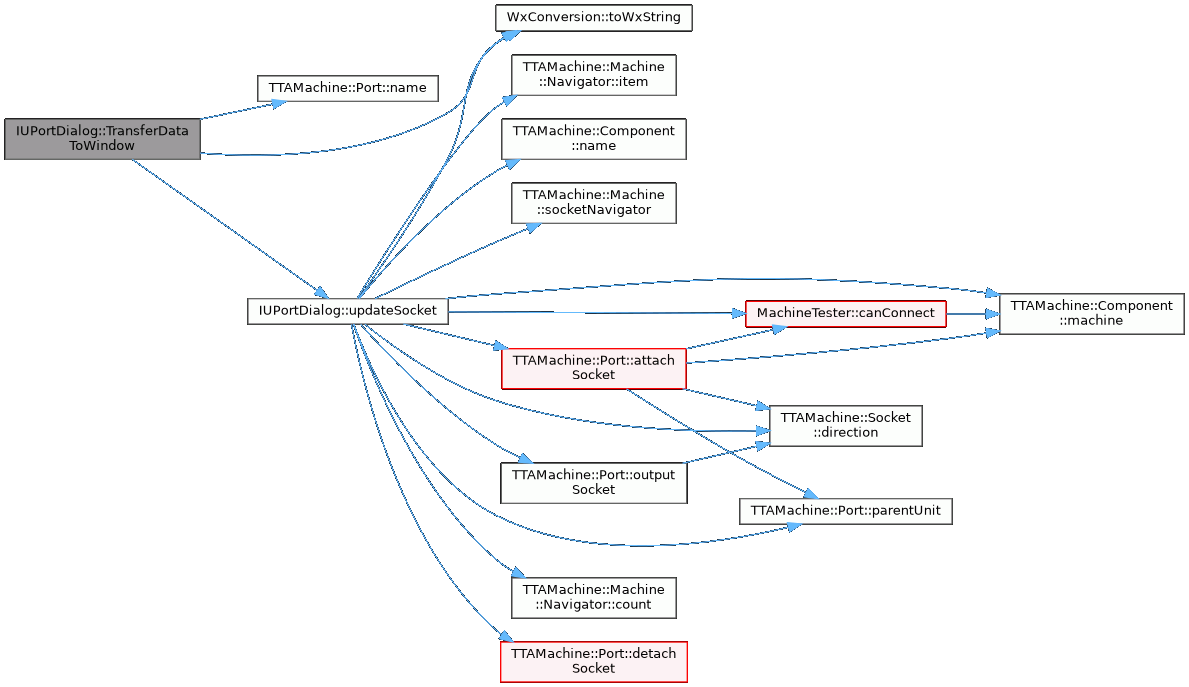 WxConversion::toWxString
TTAMachine::Machine
::Navigator::item
TTAMachine::Port::name
IUPortDialog::TransferData
ToWindow
TTAMachine::Component
::name
TTAMachine::Machine
::socketNavigator
IUPortDialog::updateSocket
MachineTester::canConnect
TTAMachine::Component
::machine
TTAMachine::Port::attach
Socket
TTAMachine::Socket
::direction
TTAMachine::Port::output
Socket
TTAMachine::Port::parentUnit
TTAMachine::Machine
::Navigator::count
TTAMachine::Port::detach
Socket